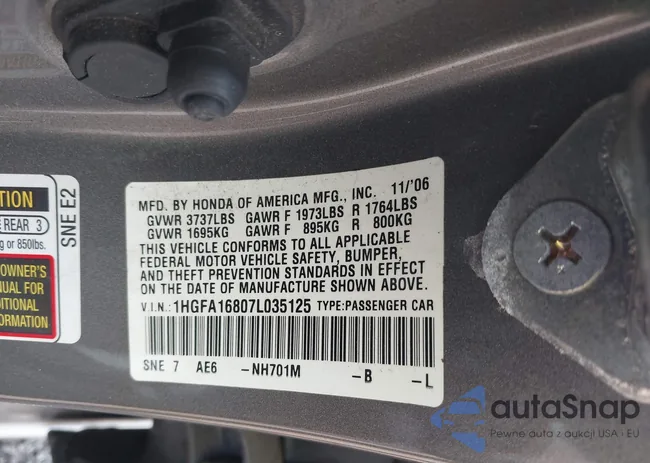 TION
E REAR 3
g or 850lbs.
OWNER'S
NUAL FOR
DITIONAL
FORMATION
SNE E2
MFD. BY HONDA OF AMERICA MFG., INC. 11/'06
GVWR 3737LBS GAWR F 1973LBS R 1764LBS
GVWR 1695KG GAWR F 895KG R 800KG
THIS VEHICLE CONFORMS TO ALL APPLICABLE
FEDERAL MOTOR VEHICLE SAFETY, BUMPER,
AND THEFT PREVENTION STANDARDS IN EFFECT
ON THE DATE OF MANUFACTURE SHOWN ABOVE.
V.I.N.: 1HGFA16807L035125 TYPE: PASSENGER CAR
SNE 7 AE6 -NH701M -B -L
autaSnap
Pewne auta z aukcji USA i EU